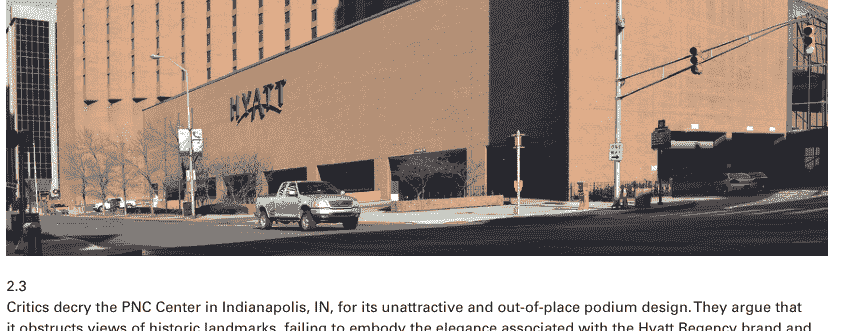 HYATT
ONE
WAY
2.3
Critics decry the PNC Center in Indianapolis, IN, for its unattractive and out-of-place podium design. They argue that
it obstructs views of historic landmarks, failing to embody the elegance associated with the Hyatt Regency brand and